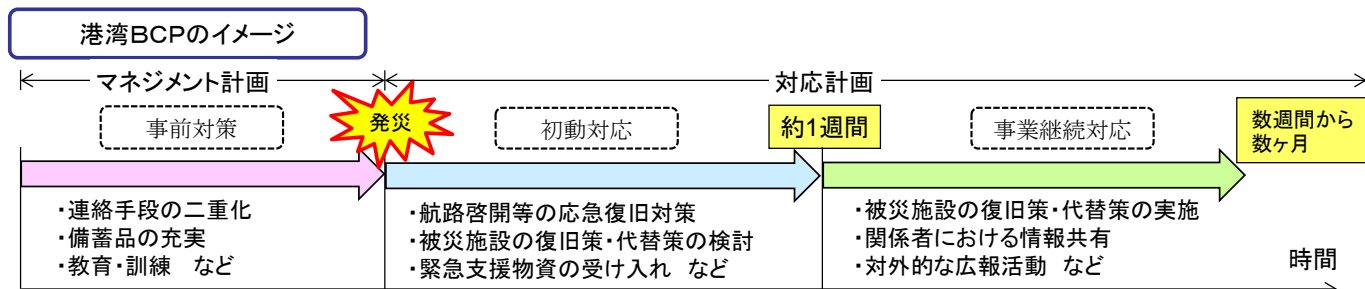 港湾BCPのイメージ
マネジメント計画
対応計画
事前対策
発災
初動対応
約1週間
事業継続対応
数週間から
数ヶ月
・連絡手段の二重化
・備蓄品の充実
・教育・訓練 など
・航路啓開等の応急復旧対策
・被災施設の復旧策・代替策の検討
・緊急支援物資の受け入れ など
・被災施設の復旧策・代替策の実施
・関係者における情報共有
・対外的な広報活動 など
時間